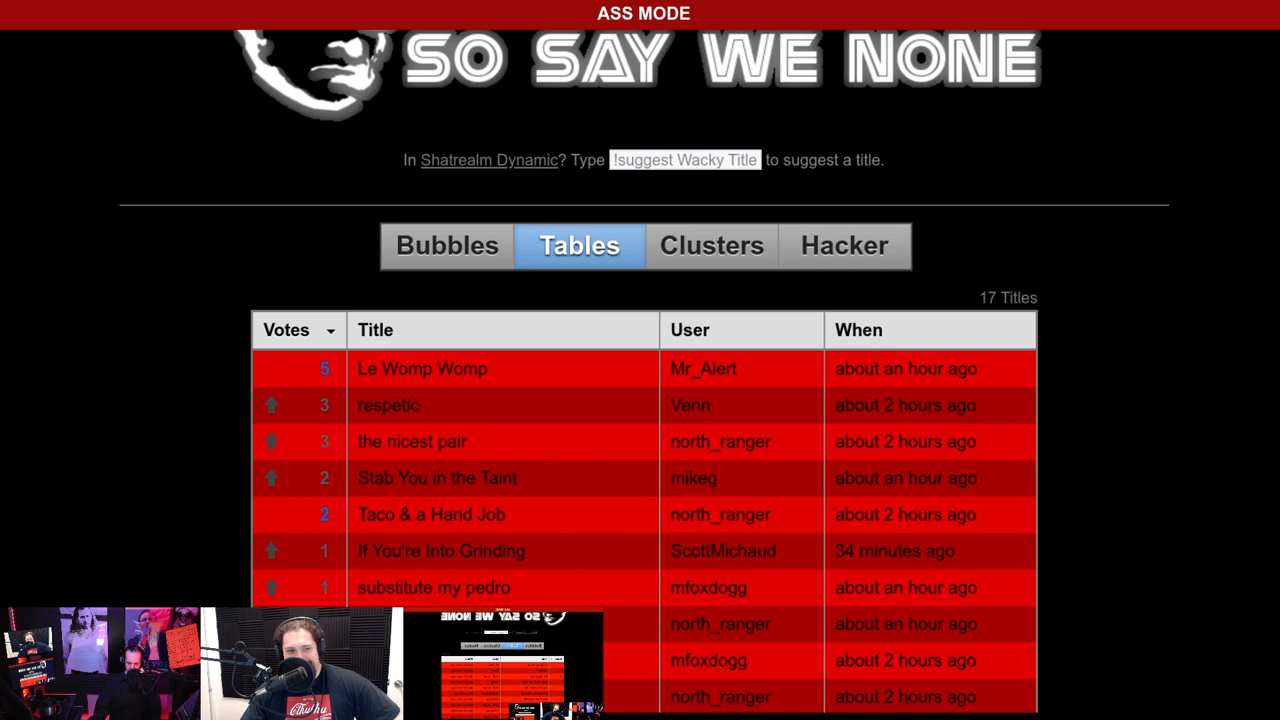 ASS MODE
SO SAY WE NONE
In Shatrealm Dynamic? Type !suggest Wacky Title to suggest a title.
Bubbles Tables Clusters Hacker
17 Titles
Votes Title User When
5 Le Womp Womp Mr_Alert about an hour ago
3 respetic Venn about 2 hours ago
3 the nicest pair north_ranger about 2 hours ago
2 Stab You in the Taint mikeg about an hour ago
2 Taco & a Hand Job north_ranger about 2 hours ago
1 If You're Into Grinding ScottMichaud 34 minutes ago
1 substitute my pedro mfoxdogg about an hour ago
north_ranger about 2 hours ago
mfoxdogg about an hour ago
north_ranger about 2 hours ago
Cthulhu